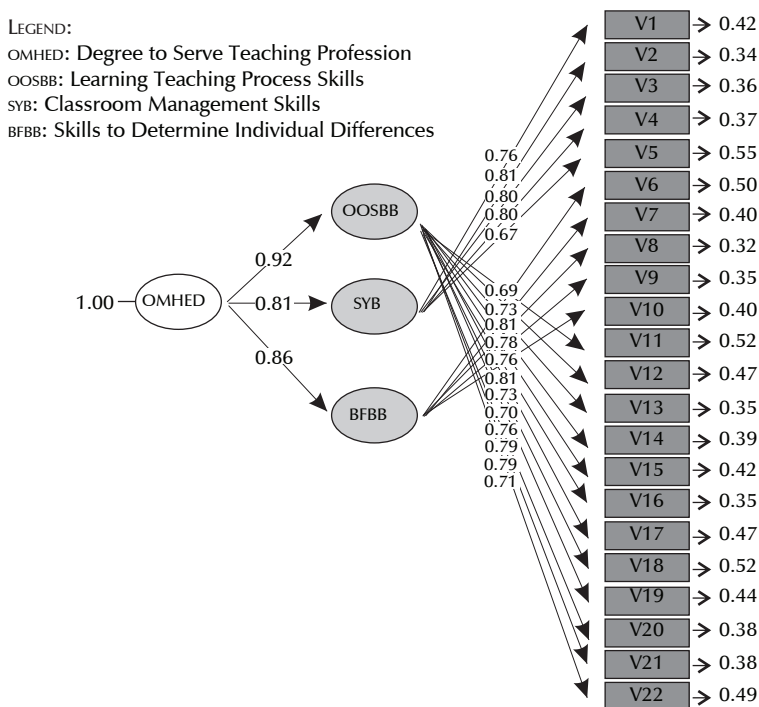 LEGEND:
OMHED: Degree to Serve Teaching Profession
OOSBB: Learning Teaching Process Skills
SYB: Classroom Management Skills
BFBB: Skills to Determine Individual Differences
1.00
OMHED
0.92
0.81
0.86
OOSBB
SYB
BFBB
0.76
0.81
0.80
0.80
0.67
0.69
0.73
0.81
0.78
0.76
0.81
0.73
0.70
0.76
0.79
0.79
0.71
V1 0.42
V2 0.34
V3 0.36
V4 0.37
V5 0.55
V6 0.50
V7 0.40
V8 0.32
V9 0.35
V10 0.40
V11 0.52
V12 0.47
V13 0.35
V14 0.39
V15 0.42
V16 0.35
V17 0.47
V18 0.52
V19 0.44
V20 0.38
V21 0.38
V22 0.49